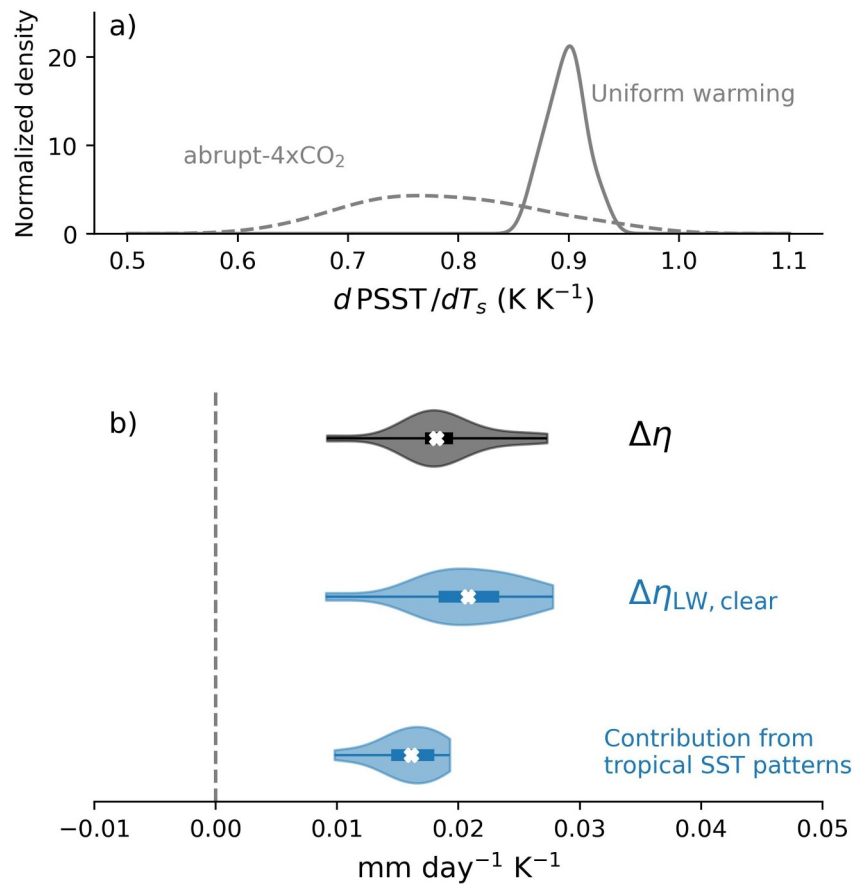 a)
Normalized density
20
10
0
Uniform warming
abrupt-4xCO₂
0.5 0.6 0.7 0.8 0.9 1.0 1.1
d PSST/dTₛ (K K⁻¹)
b)
Δη
Δη_LW, clear
Contribution from
tropical SST patterns
−0.01 0.00 0.01 0.02 0.03 0.04 0.05
mm day⁻¹ K⁻¹